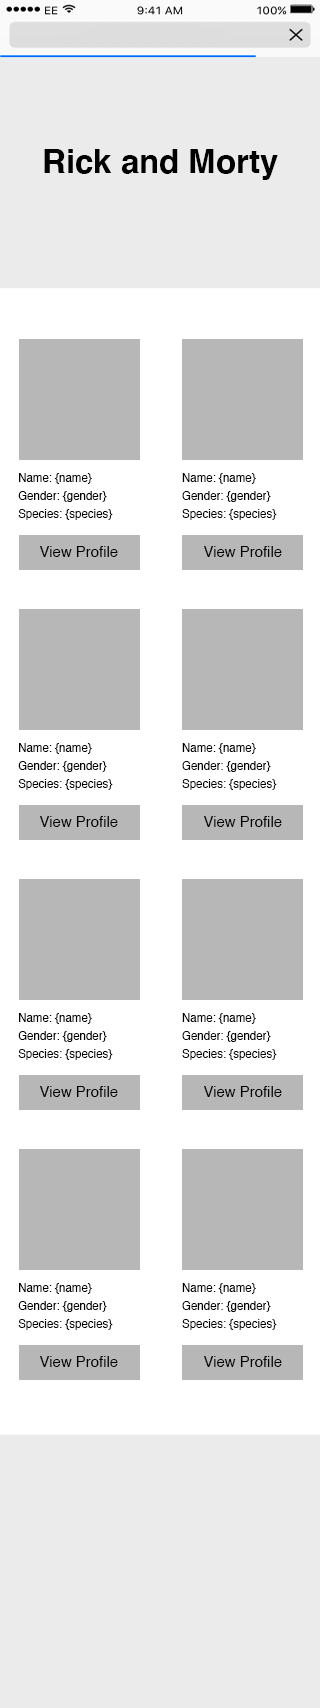 ●●●●● EE 9:41 AM 100%
Rick and Morty
Name: {name}
Gender: {gender}
Species: {species}
View Profile
Name: {name}
Gender: {gender}
Species: {species}
View Profile
Name: {name}
Gender: {gender}
Species: {species}
View Profile
Name: {name}
Gender: {gender}
Species: {species}
View Profile
Name: {name}
Gender: {gender}
Species: {species}
View Profile
Name: {name}
Gender: {gender}
Species: {species}
View Profile
Name: {name}
Gender: {gender}
Species: {species}
View Profile
Name: {name}
Gender: {gender}
Species: {species}
View Profile